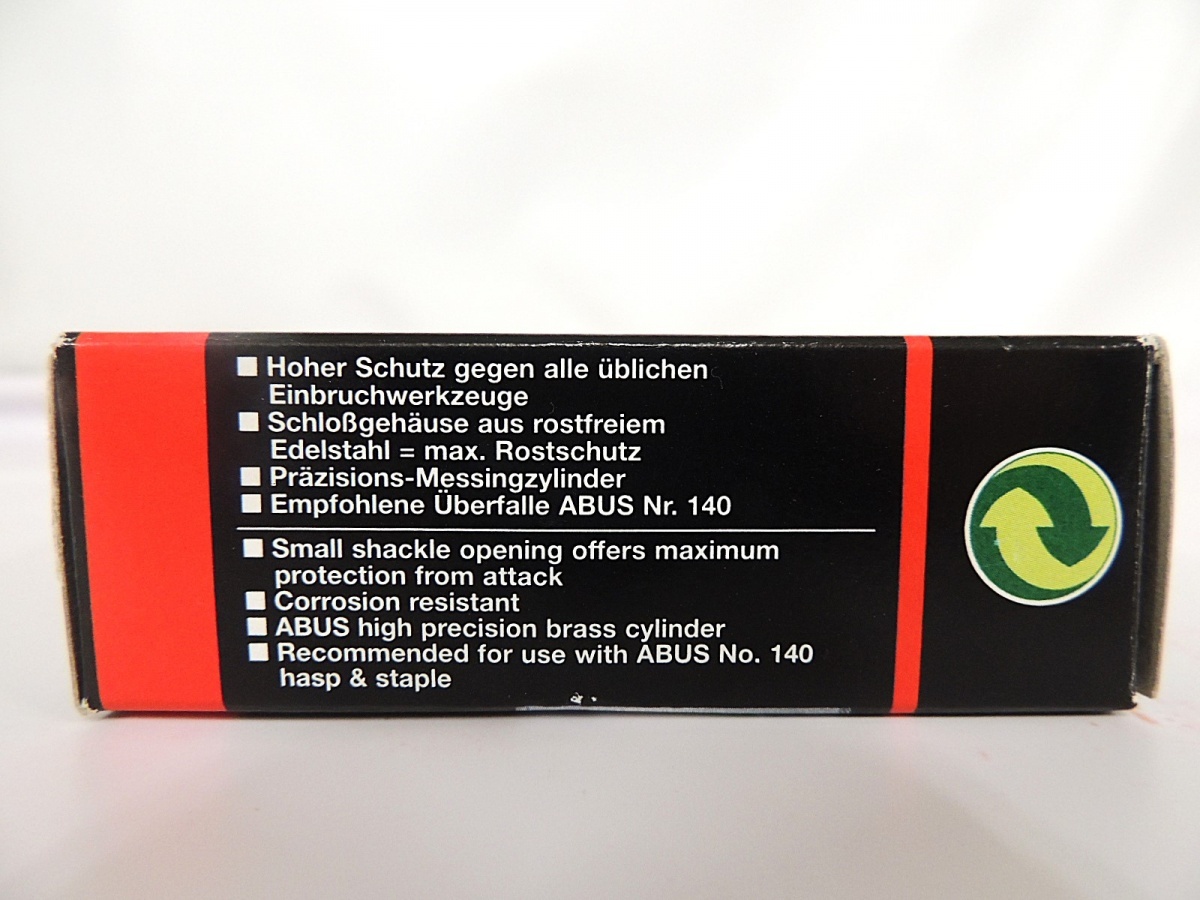 ■ Hoher Schutz gegen alle üblichen
Einbruchwerkzeuge
■ Schloßgehäuse aus rostfreiem
Edelstahl = max. Rostschutz
■ Präzisions-Messingzylinder
■ Empfohlene Überfalle ABUS Nr. 140
■ Small shackle opening offers maximum
protection from attack
■ Corrosion resistant
■ ABUS high precision brass cylinder
■ Recommended for use with ABUS No. 140
hasp & staple